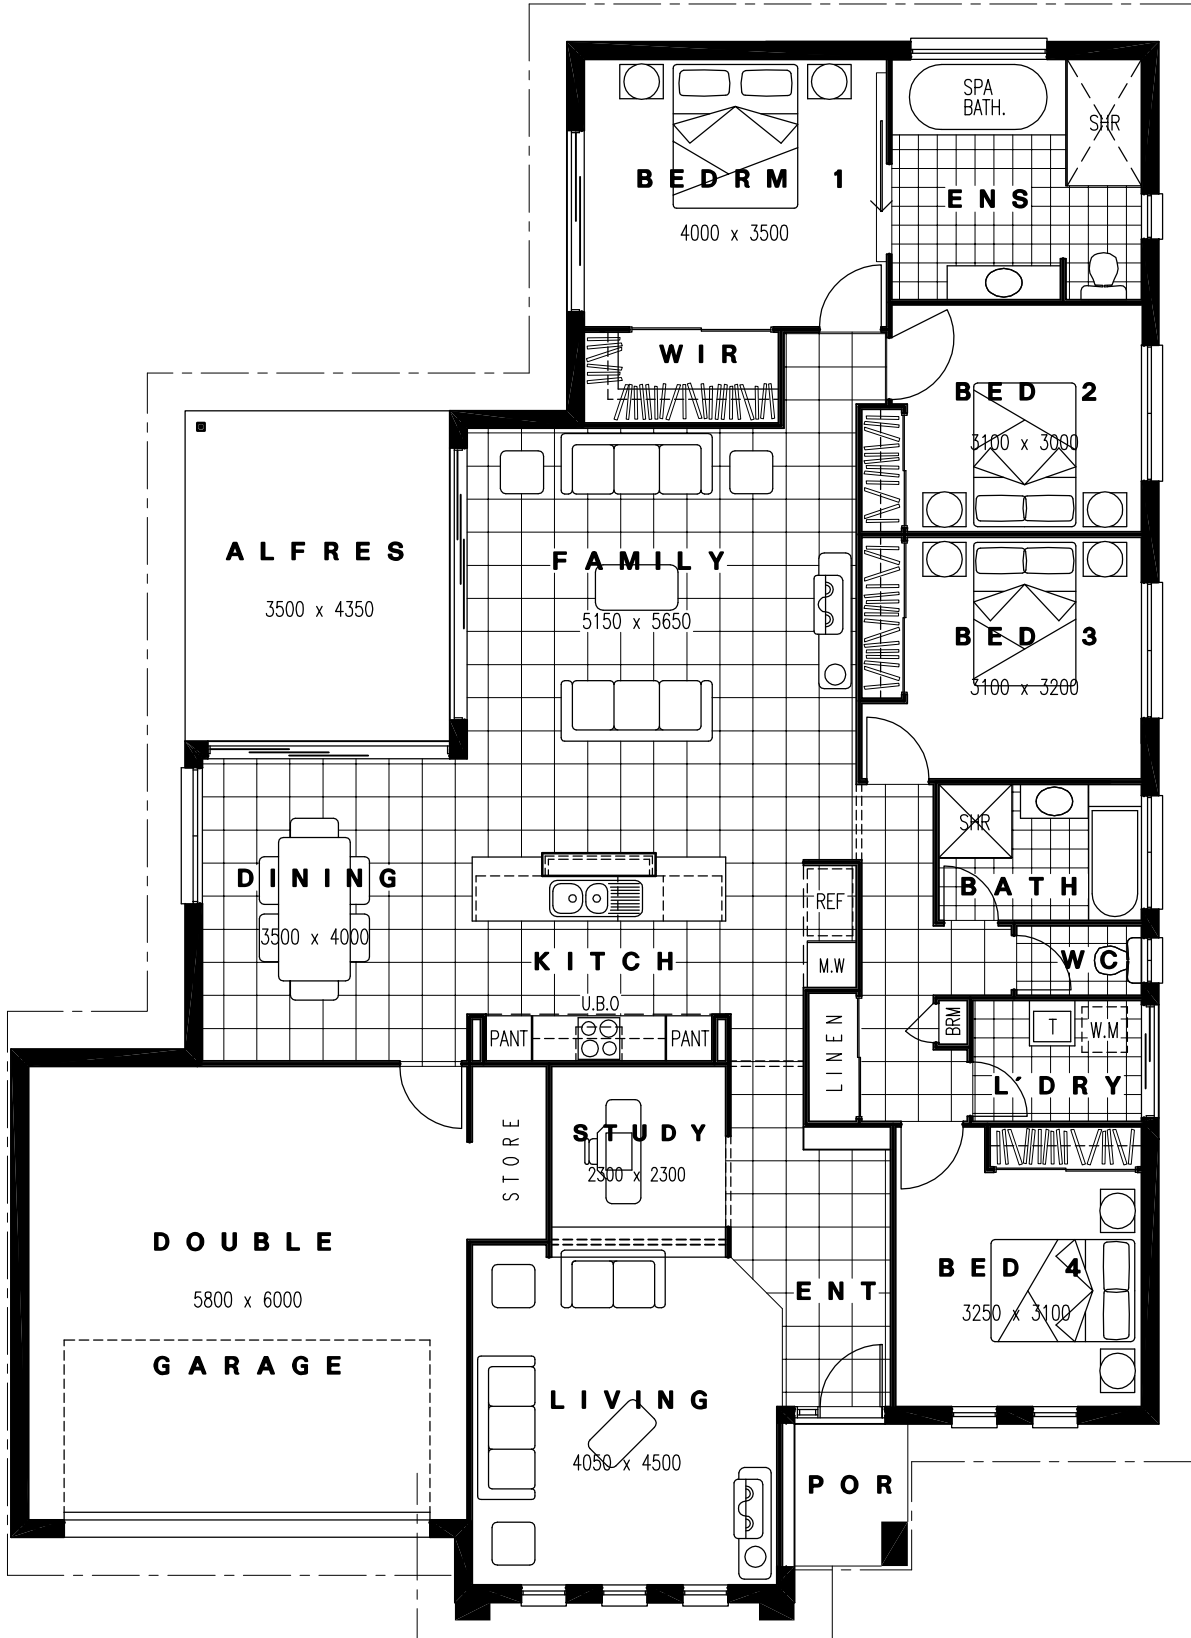 SPA
BATH.
SHR
BEDRM 1
4000 x 3500
ENS
WIR
BED 2
3100 x 3000
ALFRES
3500 x 4350
FAMILY
5150 x 5650
BED 3
3100 x 3200
SHR
BATH
DINING
3500 x 4000
REF
KITCH
M.W
WC
U.B.O
PANT
PANT
LINEN
BRM
T
W.M
L'DRY
STORE
STUDY
2300 x 2300
DOUBLE
5800 x 6000
GARAGE
ENT
BED 4
3250 x 3100
LIVING
4050 x 4500
POR